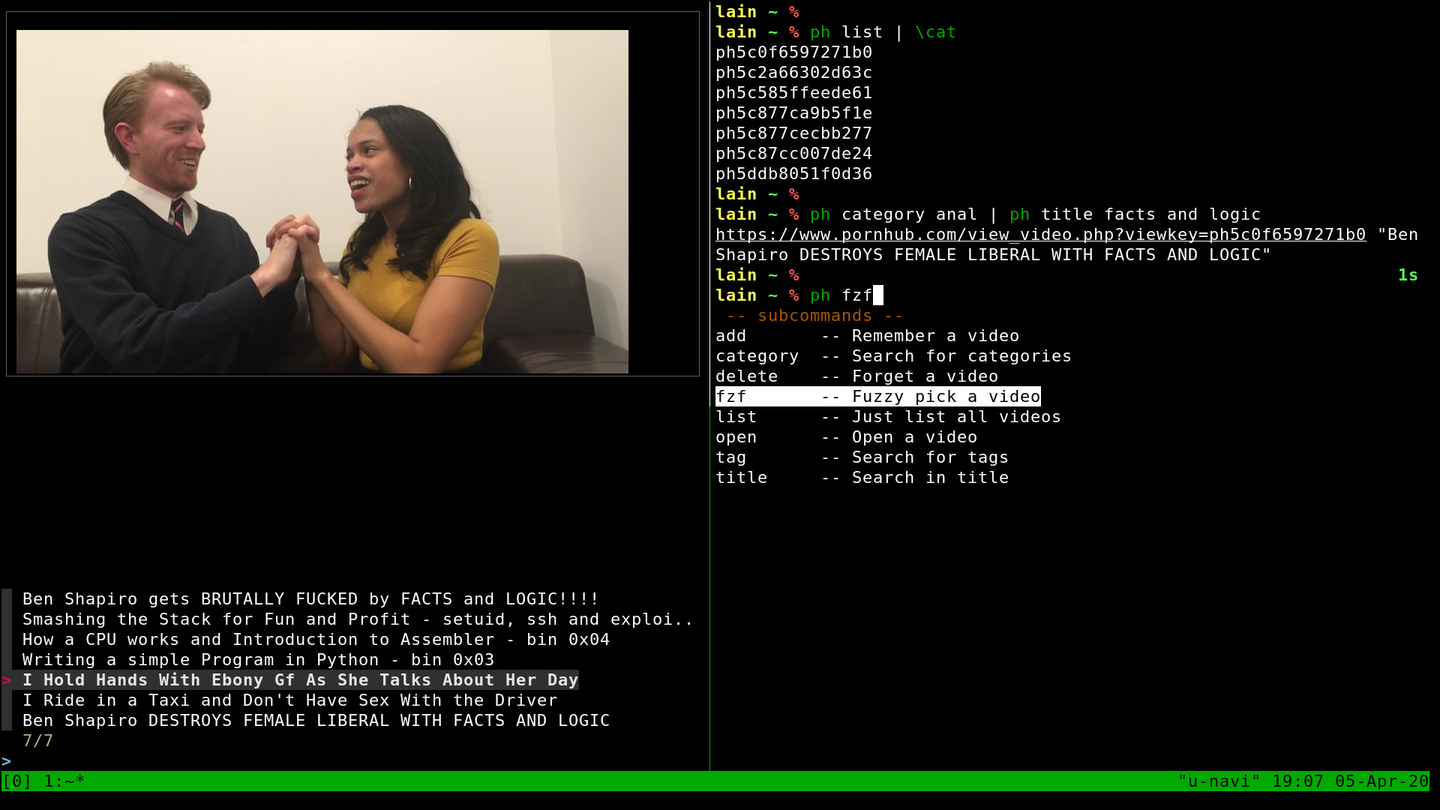 Ben Shapiro gets BRUTALLY FUCKED by FACTS and LOGIC!!!!
Smashing the Stack for Fun and Profit - setuid, ssh and exploi..
How a CPU works and Introduction to Assembler - bin 0x04
Writing a simple Program in Python - bin 0x03
> I Hold Hands With Ebony Gf As She Talks About Her Day
I Ride in a Taxi and Don't Have Sex With the Driver
Ben Shapiro DESTROYS FEMALE LIBERAL WITH FACTS AND LOGIC
7/7
>
lain ~ %
lain ~ % ph list | \cat
ph5c0f6597271b0
ph5c2a66302d63c
ph5c585ffeede61
ph5c877ca9b5f1e
ph5c877cecbb277
ph5c87cc007de24
ph5ddb8051f0d36
lain ~ %
lain ~ % ph category anal | ph title facts and logic
https://www.pornhub.com/view_video.php?viewkey=ph5c0f6597271b0 "Ben
Shapiro DESTROYS FEMALE LIBERAL WITH FACTS AND LOGIC"
lain ~ % 1s
lain ~ % ph fzf
-- subcommands --
add -- Remember a video
category -- Search for categories
delete -- Forget a video
fzf -- Fuzzy pick a video
list -- Just list all videos
open -- Open a video
tag -- Search for tags
title -- Search in title
[0] 1:~* "u-navi" 19:07 05-Apr-20